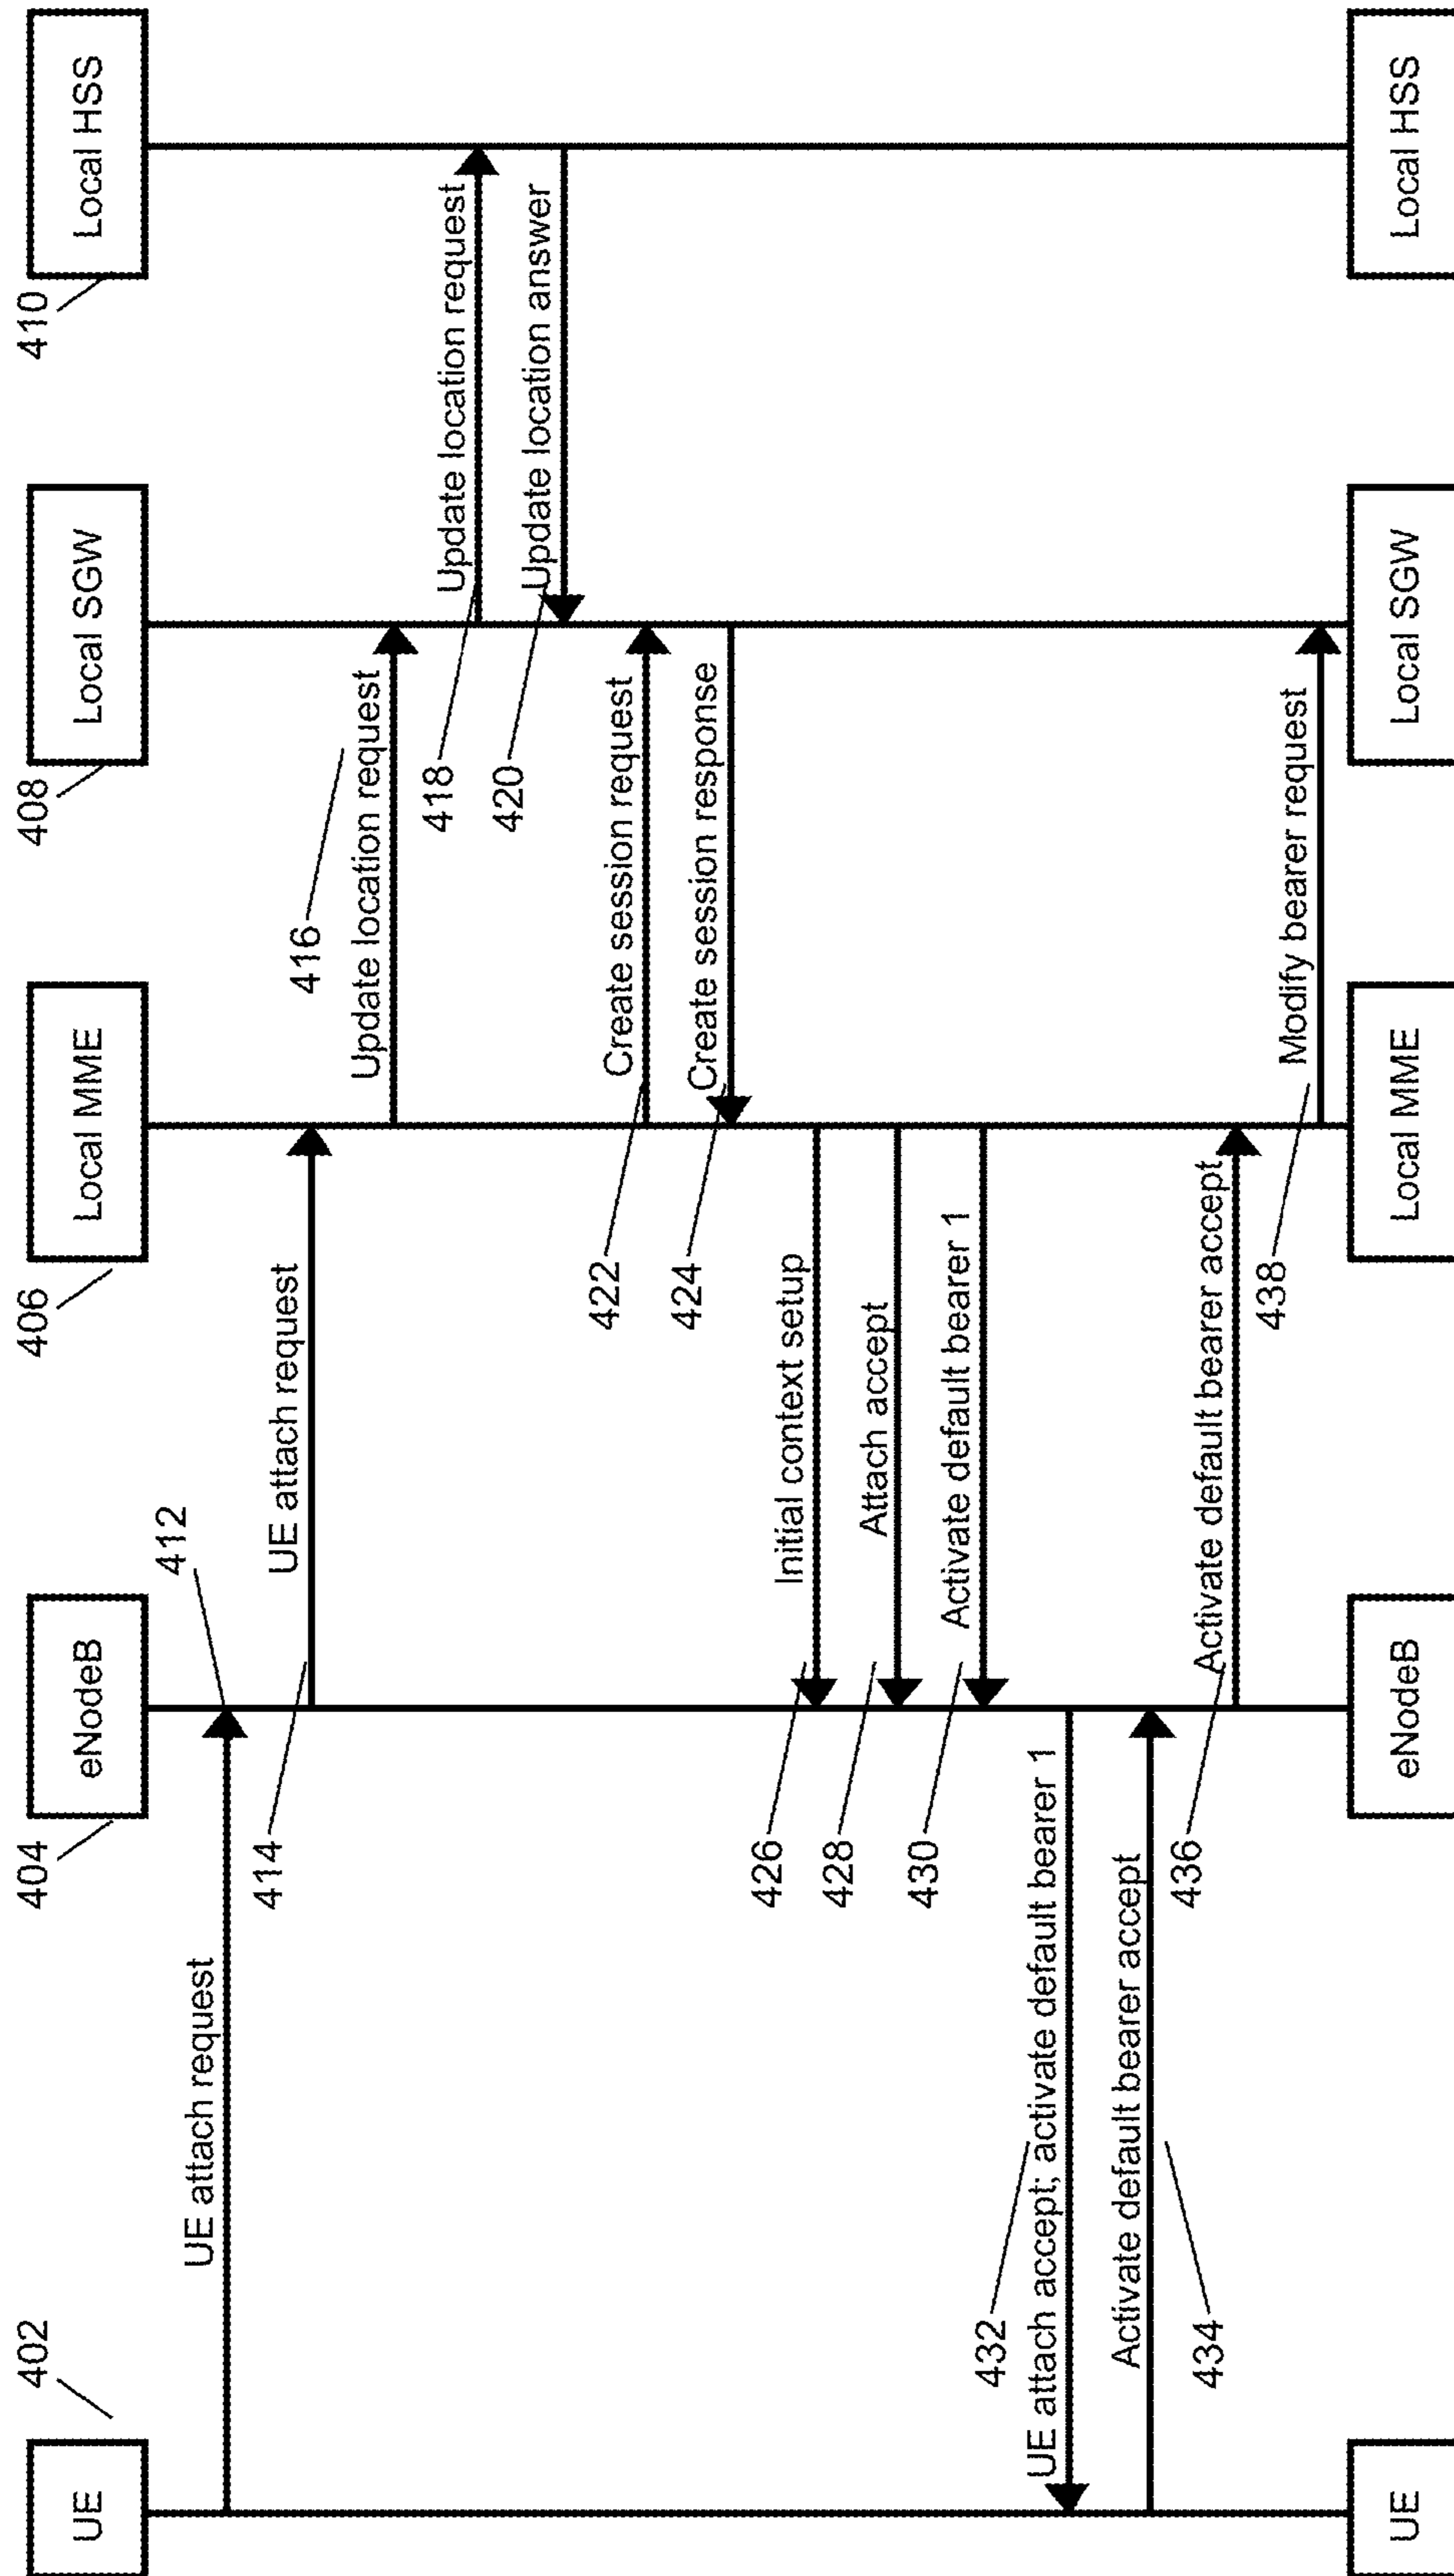 402
404
406
408
410
UE
eNodeB
Local MME
Local SGW
Local HSS
412
UE attach request
414
UE attach request
416
Update location request
418
Update location request
420
Update location answer
422
Create session request
424
Create session response
426
Initial context setup
428
Attach accept
430
Activate default bearer 1
432
UE attach accept; activate default bearer 1
Activate default bearer accept
434
436
Activate default bearer accept
438
Modify bearer request
UE
eNodeB
Local MME
Local SGW
Local HSS